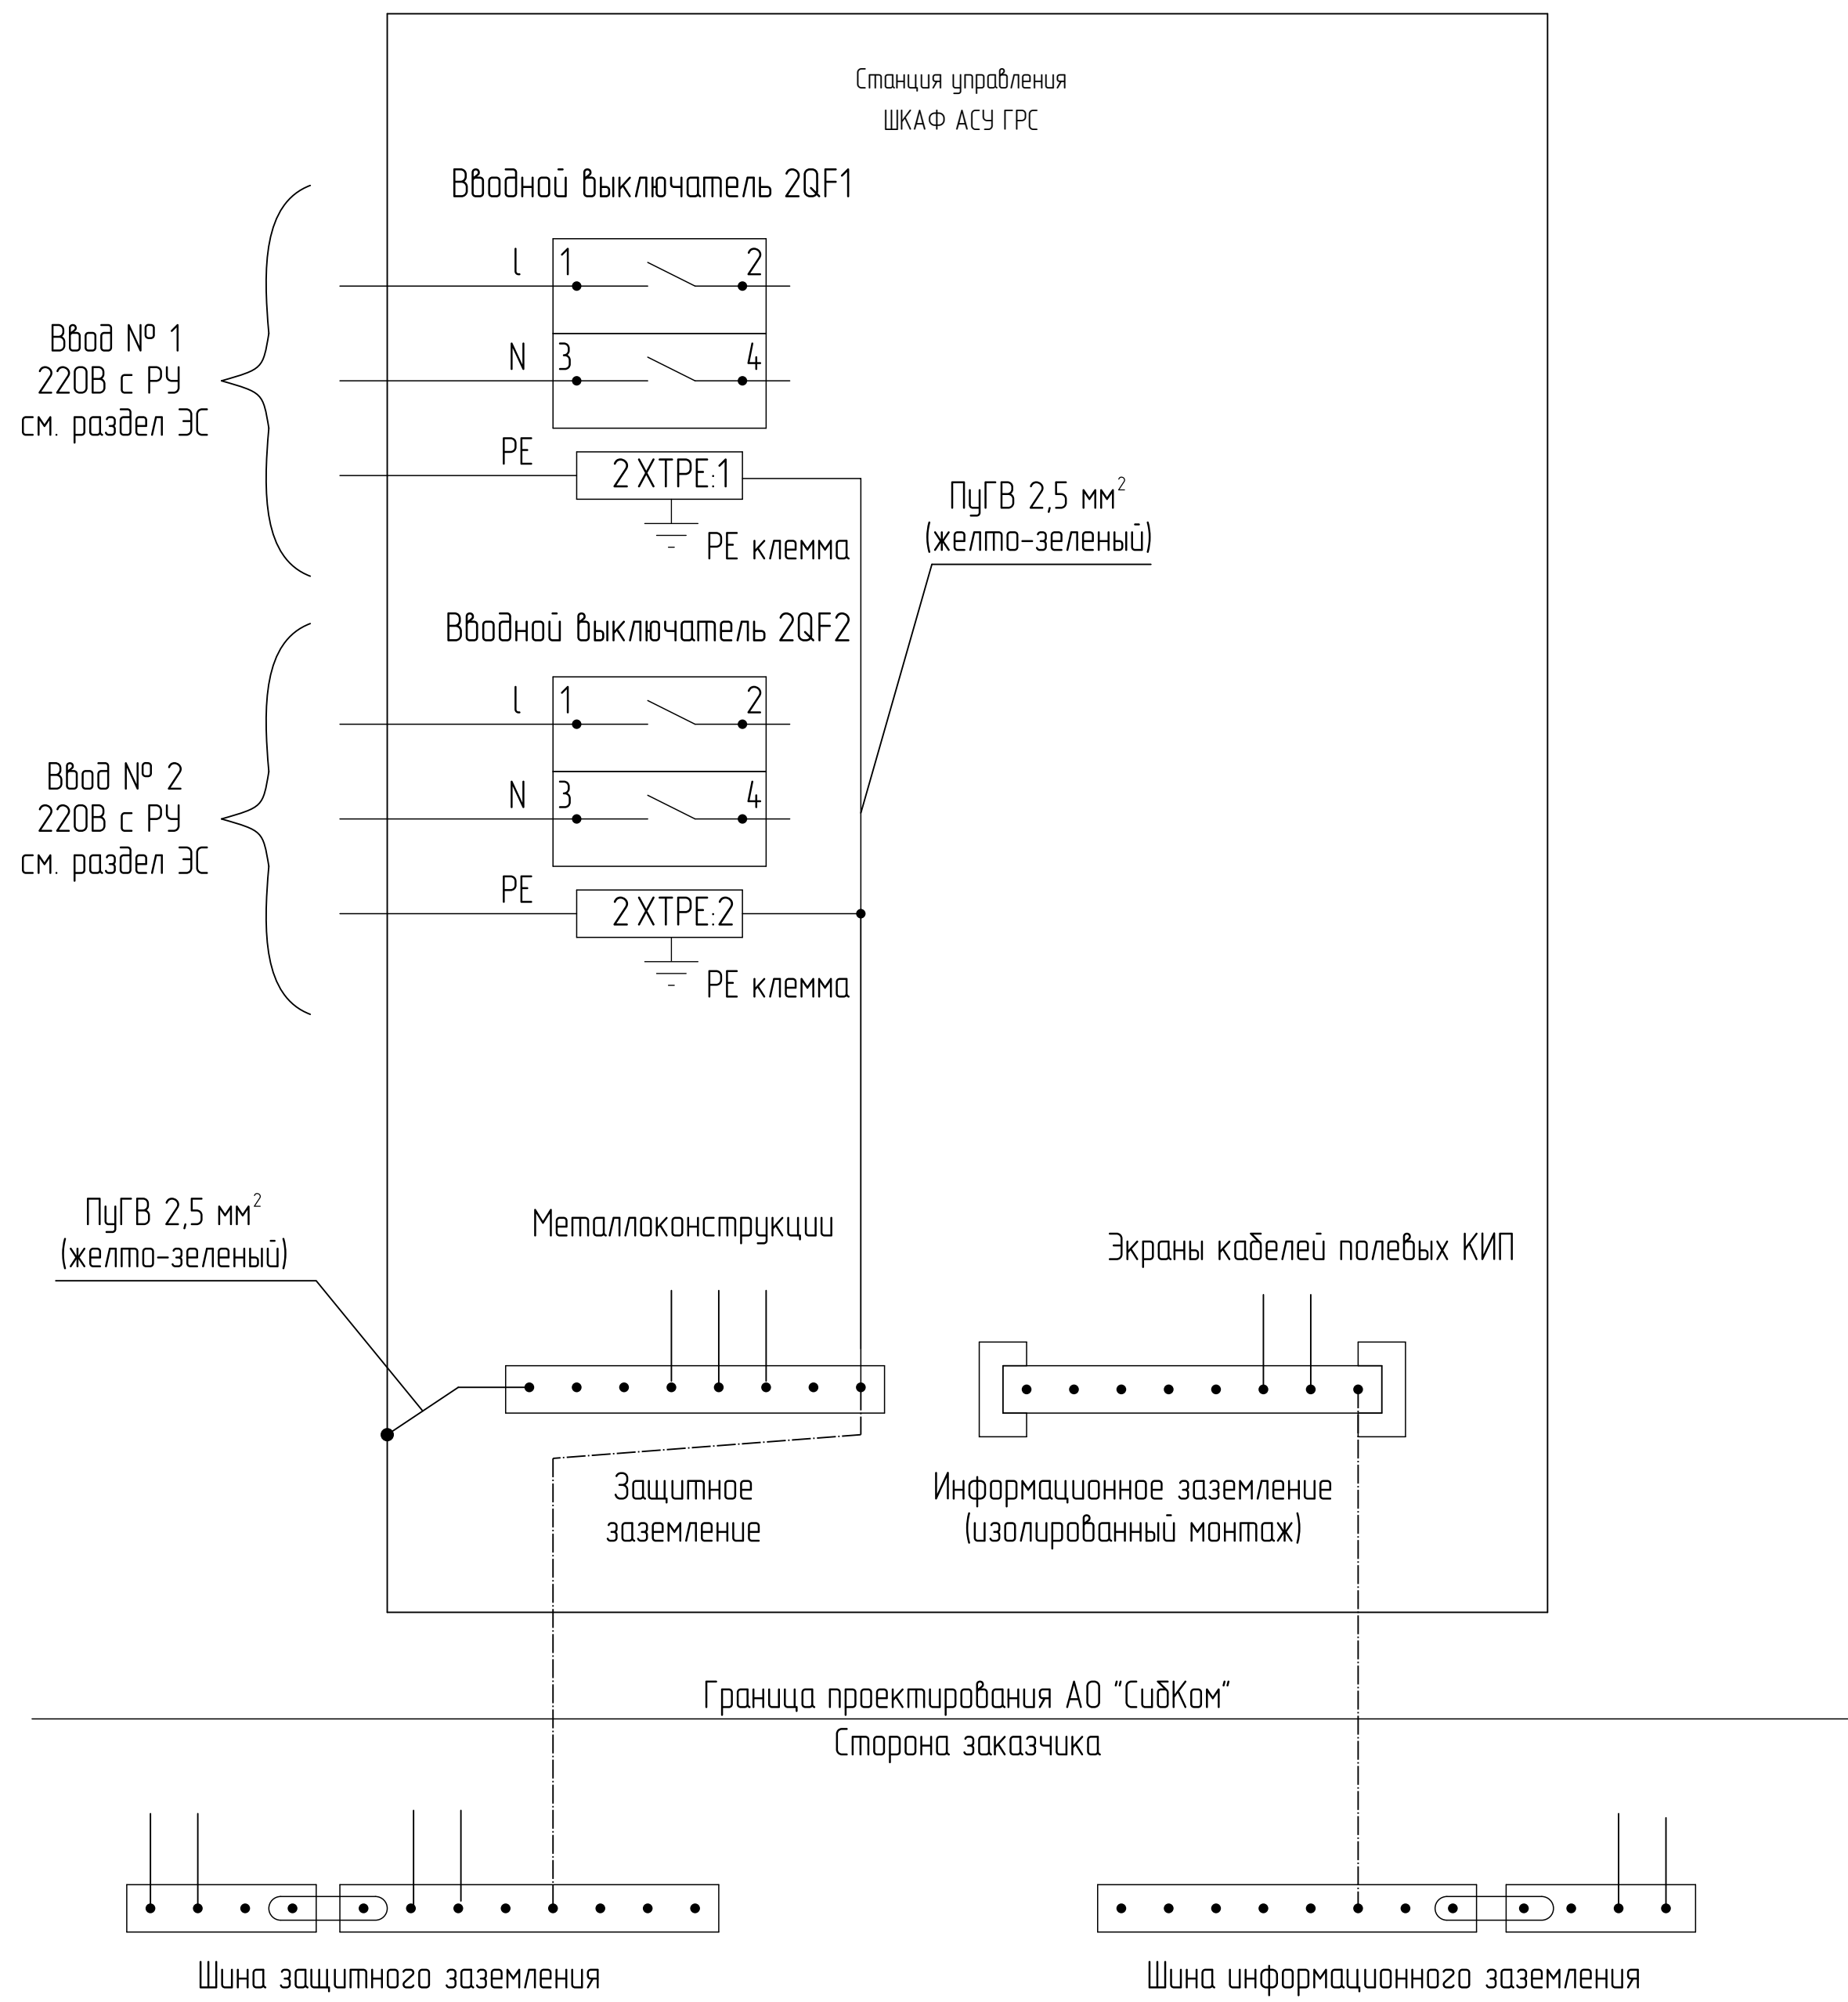 Станция управления
ШКАФ АСУ ГРС
Вводной выключатель 2QF1
l
1
2
Ввод № 1
220В с РУ
см. раздел ЭС
N
3
4
PE
2 XTPE:1
PE клемма
ПуГВ 2,5 мм²
(желто-зеленый)
Вводной выключатель 2QF2
l
1
2
Ввод № 2
220В с РУ
см. раздел ЭС
N
3
4
PE
2 XTPE:2
PE клемма
ПуГВ 2,5 мм²
(желто-зеленый)
Металлоконструкции
Экраны кабелей полевых КИП
Защитное
заземление
Информационное заземление
(изолированный монтаж)
Граница проектирования АО "СибКом"
Сторона заказчика
Шина защитного заземления
Шина информационного заземления